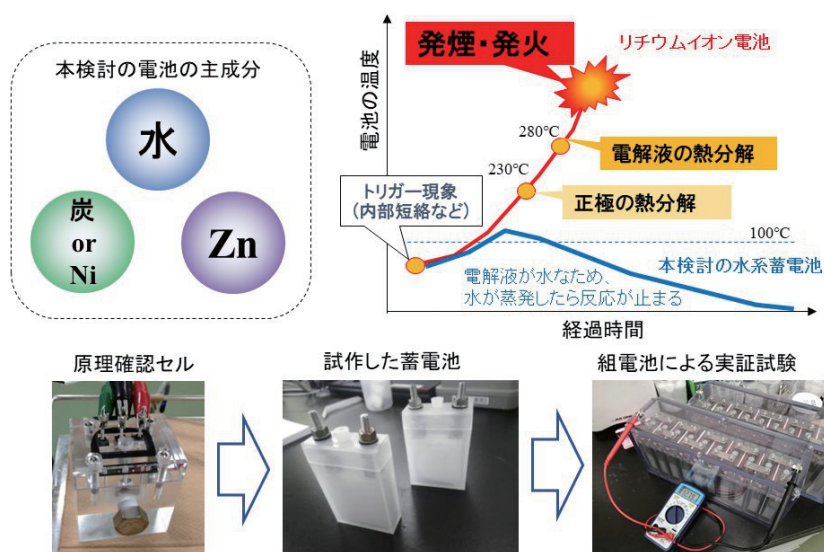 本検討の電池の主成分
水
炭
or
Ni
Zn
電池の温度
発煙・発火
リチウムイオン電池
280℃
電解液の熱分解
230℃
正極の熱分解
トリガー現象
(内部短絡など)
100℃
本検討の水系蓄電池
電解液が水なため、
水が蒸発したら反応が止まる
経過時間
原理確認セル
試作した蓄電池
組電池による実証試験